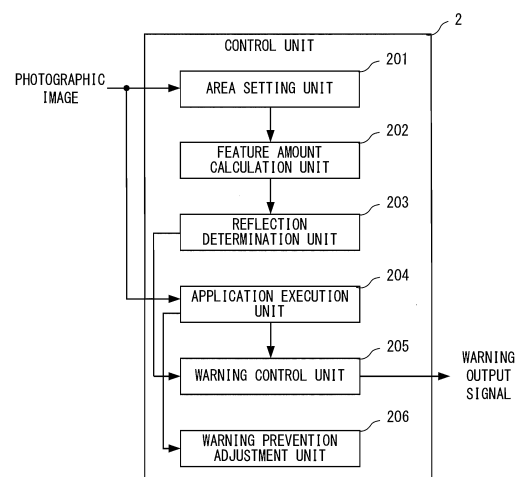 2
CONTROL UNIT
201
PHOTOGRAPHIC
IMAGE
AREA SETTING UNIT
202
FEATURE AMOUNT
CALCULATION UNIT
203
REFLECTION
DETERMINATION UNIT
204
APPLICATION EXECUTION
UNIT
205
WARNING CONTROL UNIT
WARNING
OUTPUT
SIGNAL
206
WARNING PREVENTION
ADJUSTMENT UNIT